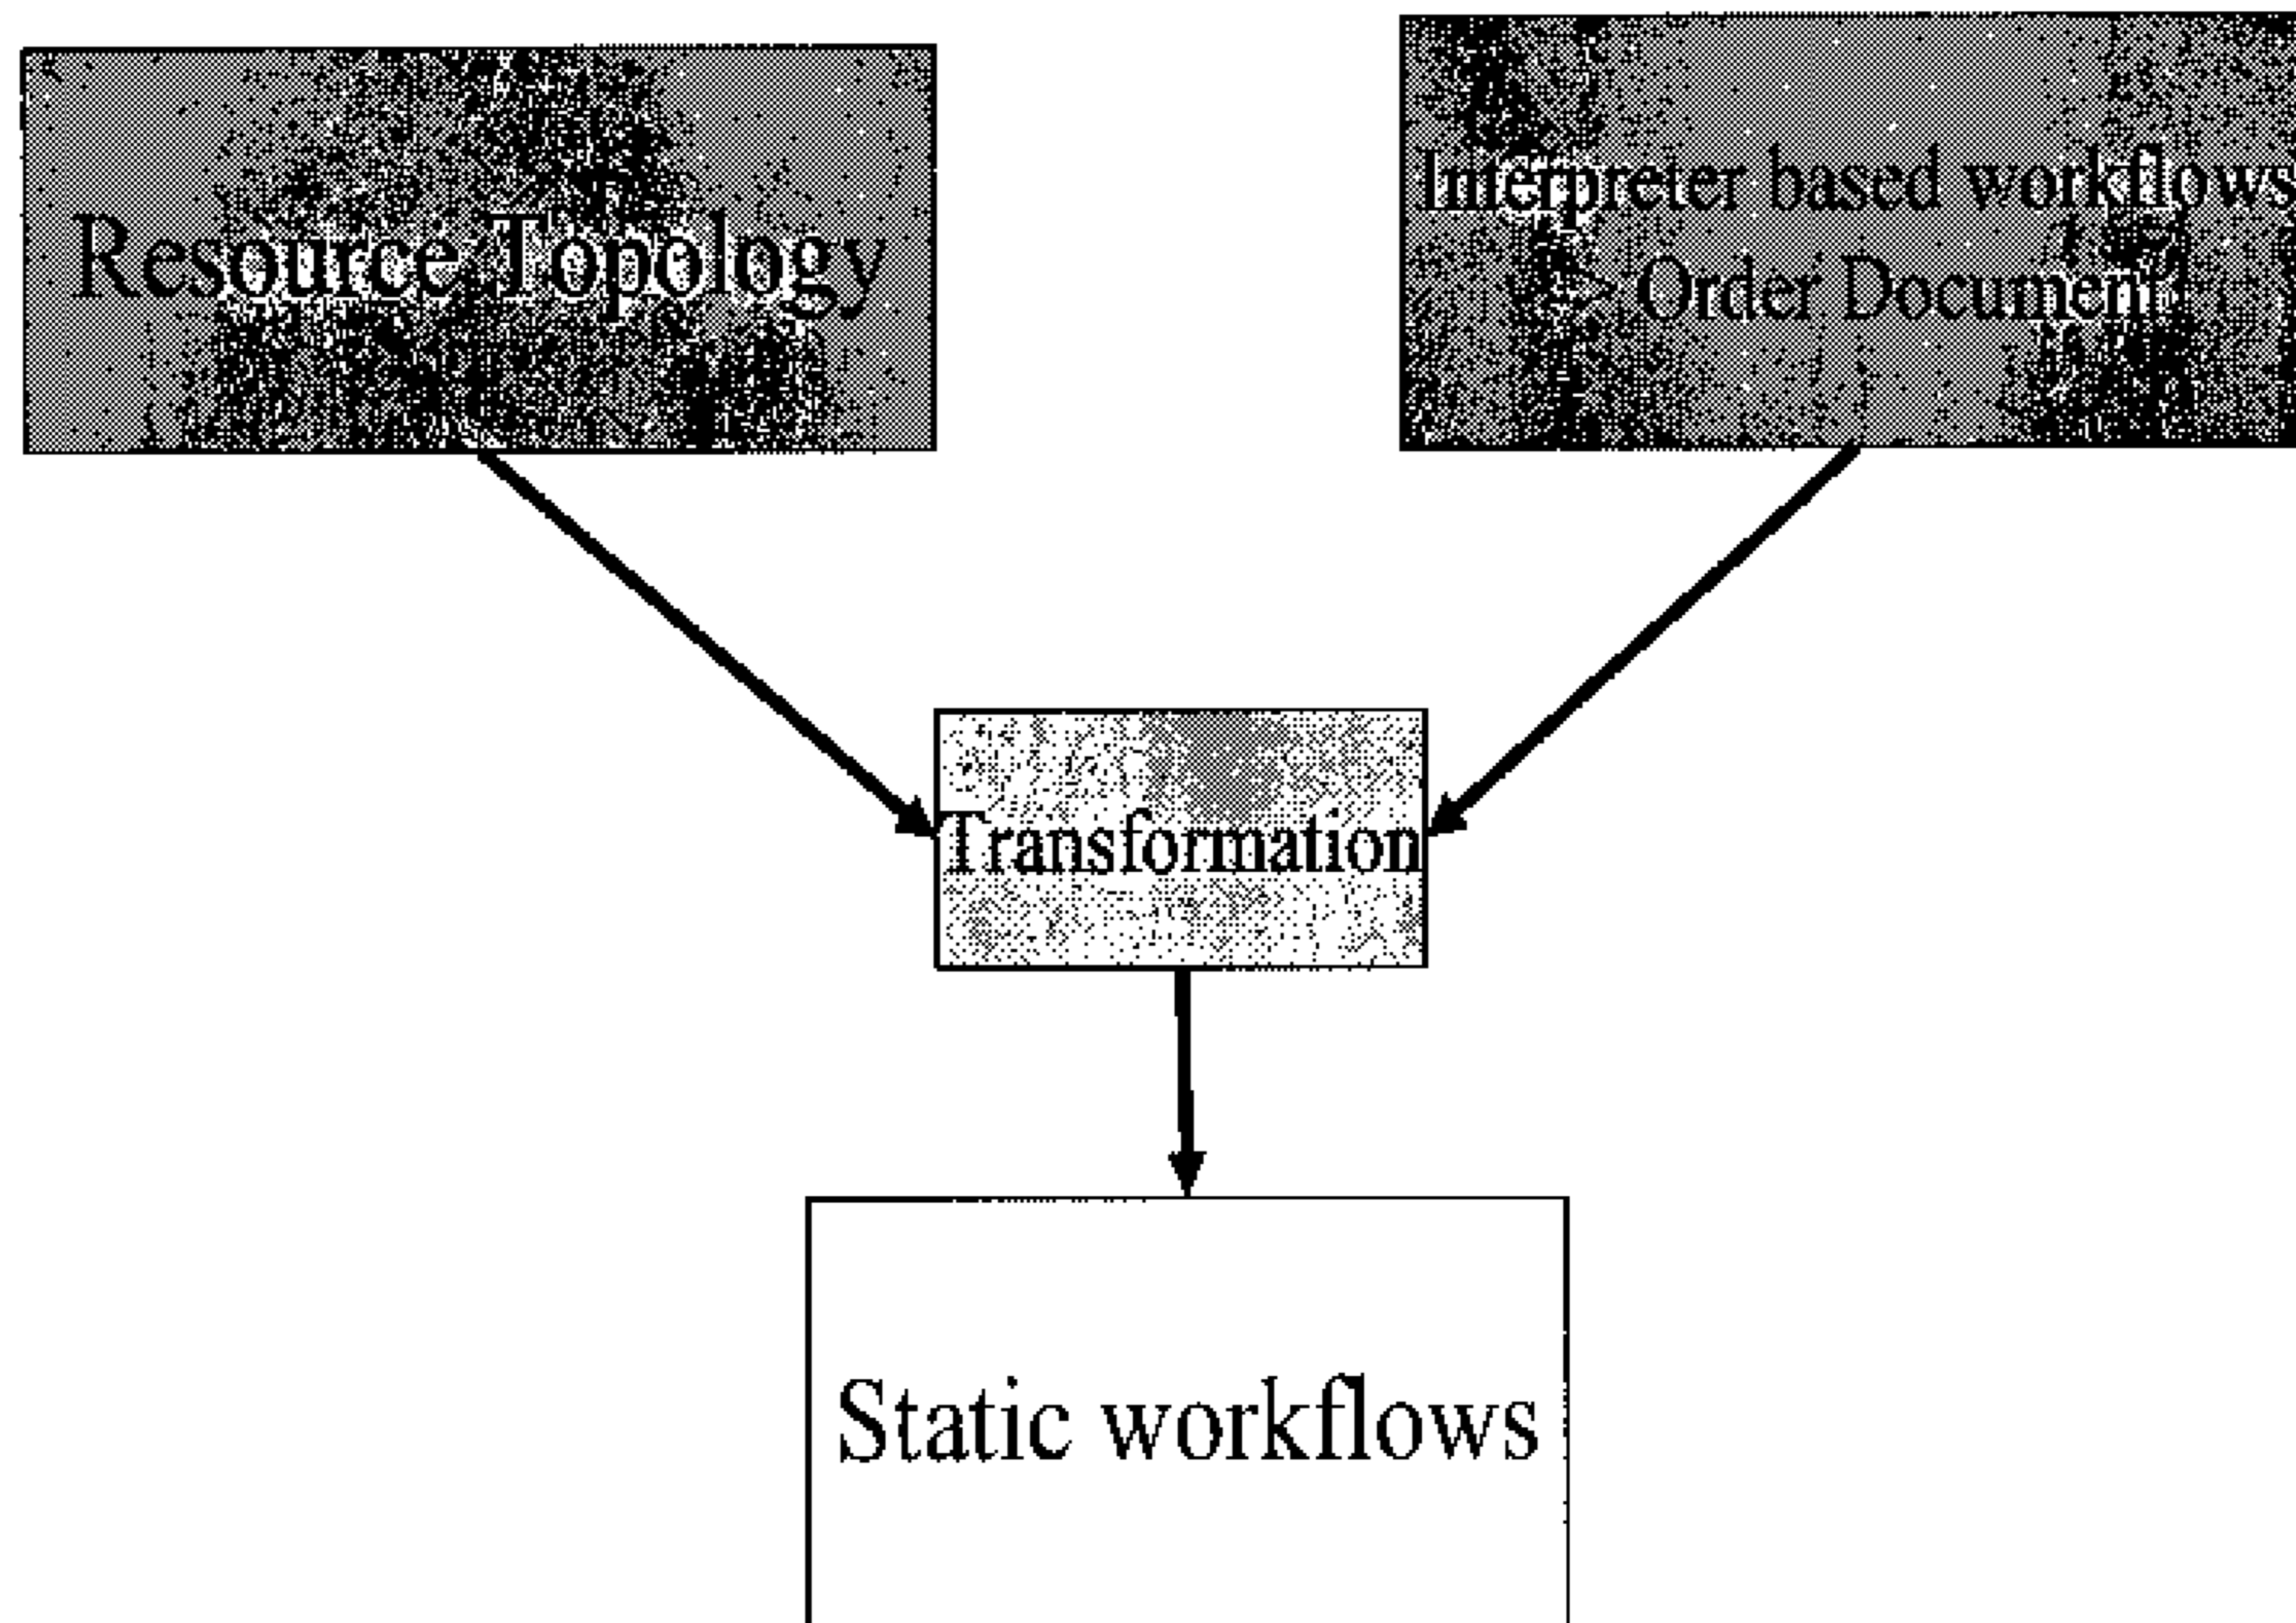 Resource Topology
Interpreter based workflows
Order Document
Transformation
Static workflows